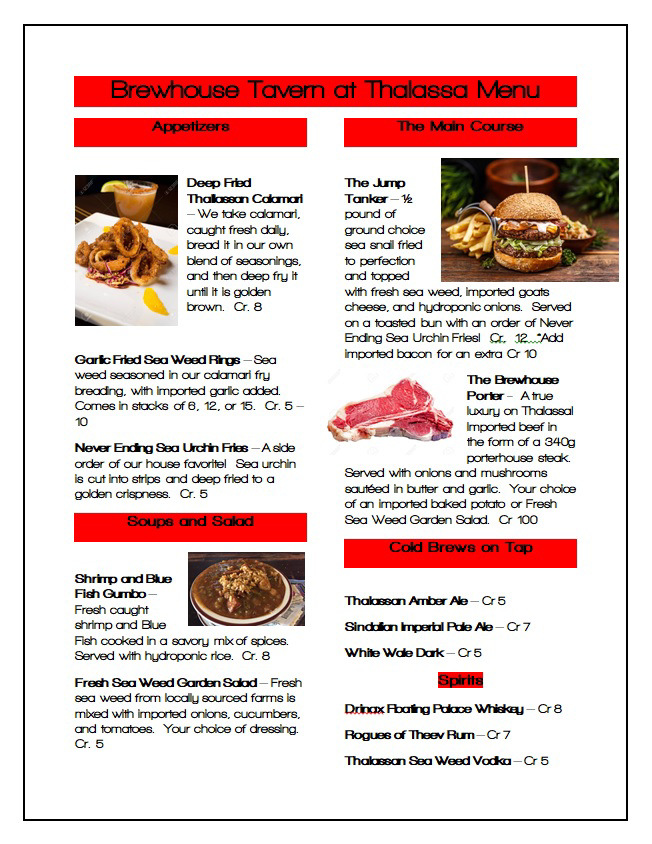 Brewhouse Tavern at Thalassa Menu
Appetizers
Deep Fried
Thallassan Calamari
– We take calamari,
caught fresh daily,
bread it in our own
blend of seasonings,
and then deep fry it
until it is golden
brown. Cr. 8
Garlic Fried Sea Weed Rings – Sea
weed seasoned in our calamari fry
breading, with imported garlic added.
Comes in stacks of 6, 12, or 15. Cr. 5 –
10
Never Ending Sea Urchin Fries – A side
order of our house favorite! Sea urchin
is cut into strips and deep fried to a
golden crispness. Cr. 5
Soups and Salad
Shrimp and Blue
Fish Gumbo –
Fresh caught
shrimp and Blue
Fish cooked in a savory mix of spices.
Served with hydroponic rice. Cr. 8
Fresh Sea Weed Garden Salad – Fresh
sea weed from locally sourced farms is
mixed with imported onions, cucumbers,
and tomatoes. Your choice of dressing.
Cr. 5
The Main Course
The Jump
Tanker – ½
pound of
ground choice
sea snail fried
to perfection
and topped
with fresh sea weed, imported goats
cheese, and hydroponic onions. Served
on a toasted bun with an order of Never
Ending Sea Urchin Fries! Cr. 12 *Add
imported bacon for an extra Cr 10
The Brewhouse
Porter – A true
luxury on Thalassa!
Imported beef in
the form of a 340g
porterhouse steak.
Served with onions and mushrooms
sautéed in butter and garlic. Your choice
of an imported baked potato or Fresh
Sea Weed Garden Salad. Cr 100
Cold Brews on Tap
Thalassan Amber Ale – Cr 5
Sindalian Imperial Pale Ale – Cr 7
White Wale Dark – Cr 5
Spirits
Drinax Floating Palace Whiskey – Cr 8
Rogues of Theev Rum – Cr 7
Thalassan Sea Weed Vodka – Cr 5